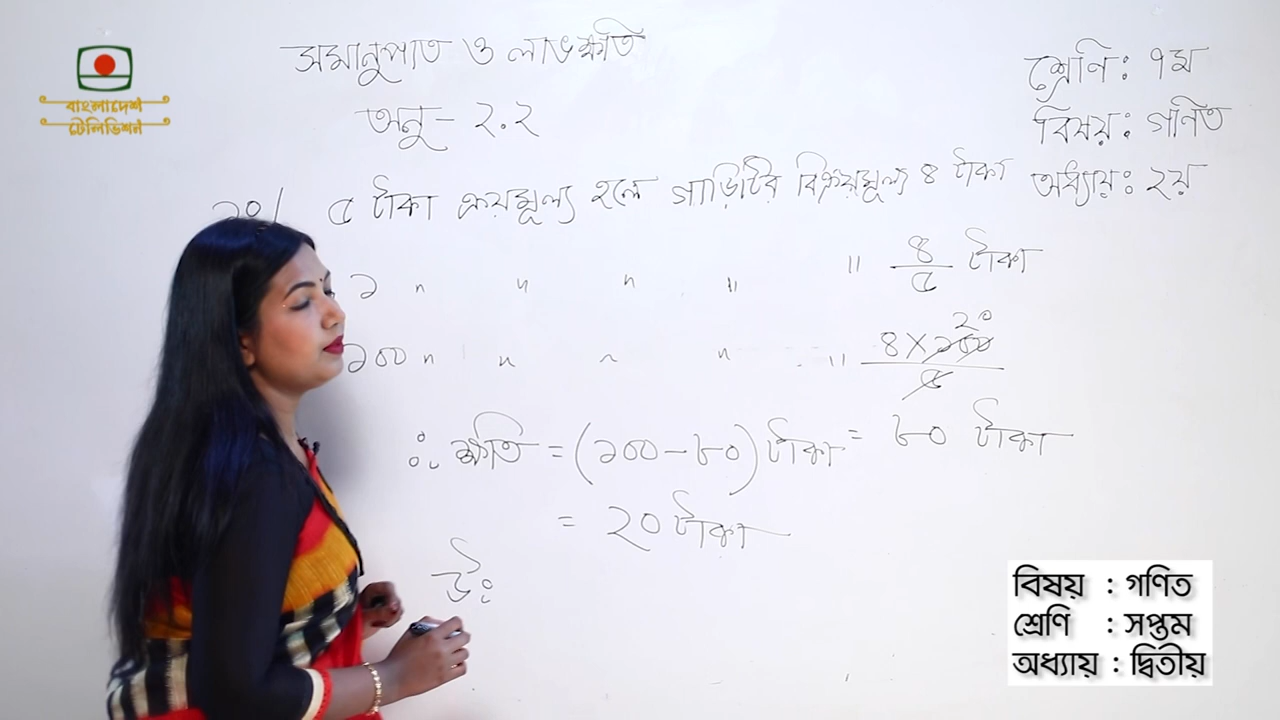 বাংলাদেশ
টেলিভিশন
সমানুপাত ও লাভক্ষতি
অনু- ২.২
শ্রেণি: ৭ম
বিষয়: গণিত
অধ্যায়: ২য়
১০। ৫ টাকা ক্রয়মূল্য হলে গাড়িটির বিক্রয়মূল্য ৪ টাকা
১ " " " " " ৪/৫ টাকা
১০০ " " " " " ৪×১০০/৫ ২০
= ৮০ টাকা
∴ ক্ষতি = (১০০-৮০) টাকা
= ২০ টাকা
উঃ
বিষয় : গণিত
শ্রেণি : সপ্তম
অধ্যায় : দ্বিতীয়